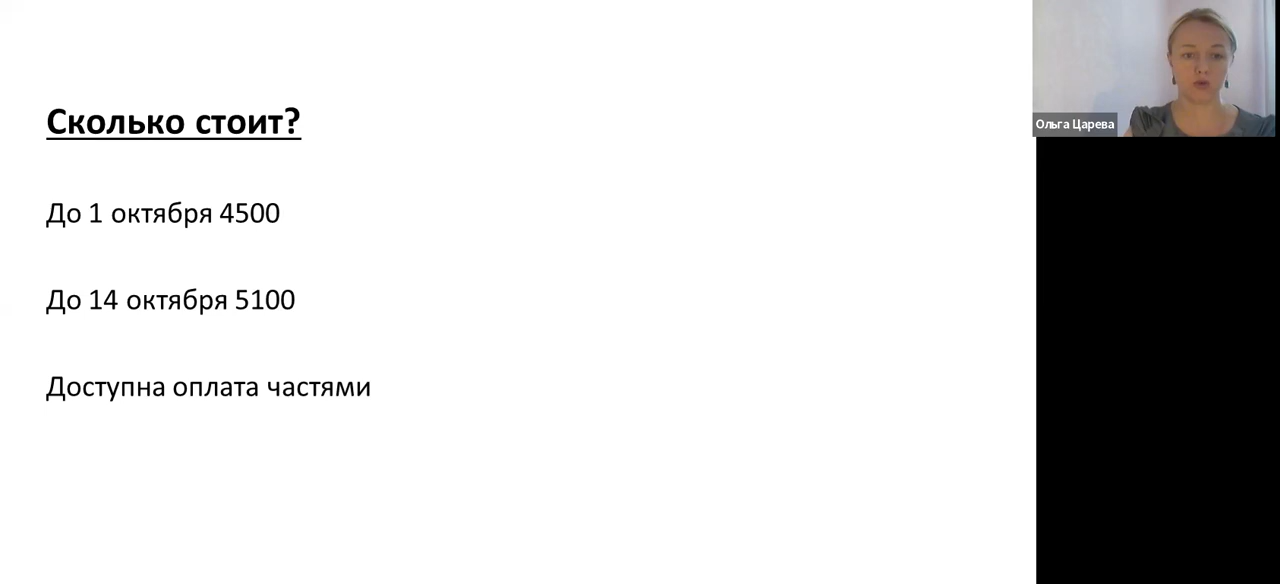 Сколько стоит?
До 1 октября 4500
До 14 октября 5100
Доступна оплата частями
Ольга Царева